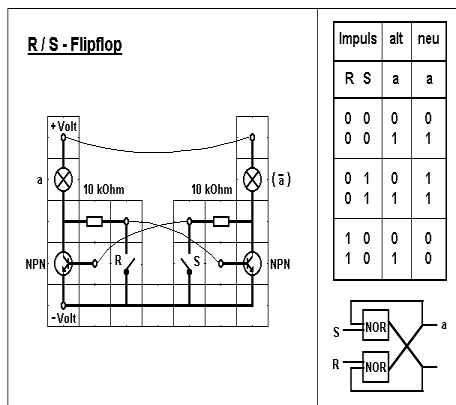 R / S - Flipflop
+Volt
a
(a̅)
10 kOhm
10 kOhm
NPN
R
S
NPN
-Volt
Impuls alt neu
R S a a
0 0 0 0
0 0 1 1
0 1 0 1
0 1 1 1
1 0 0 0
1 0 1 0
S
NOR
a
R
NOR